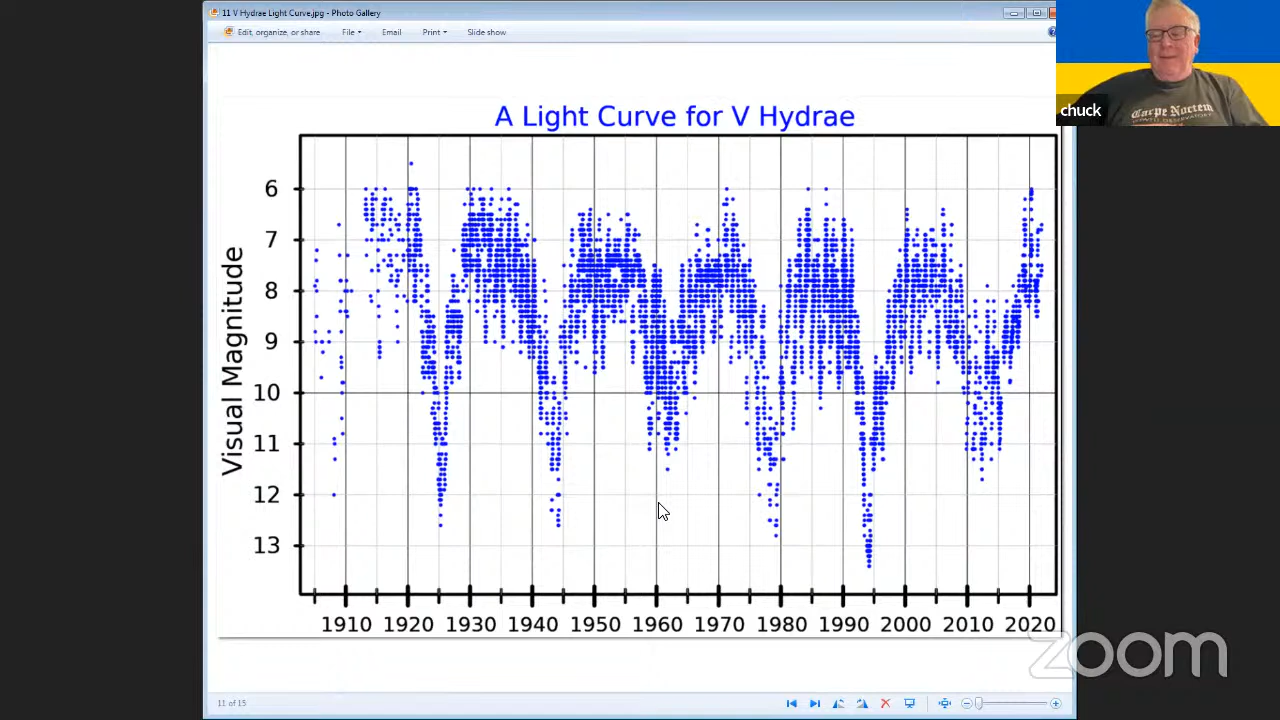 11 V Hydrae Light Curve.jpg - Photo Gallery
Edit, organize, or share File Email Print Slide show
chuck
Carpe Noctem
A Light Curve for V Hydrae
Visual Magnitude
6
7
8
9
10
11
12
13
1910 1920 1930 1940 1950 1960 1970 1980 1990 2000 2010 2020
zoom
11 of 15